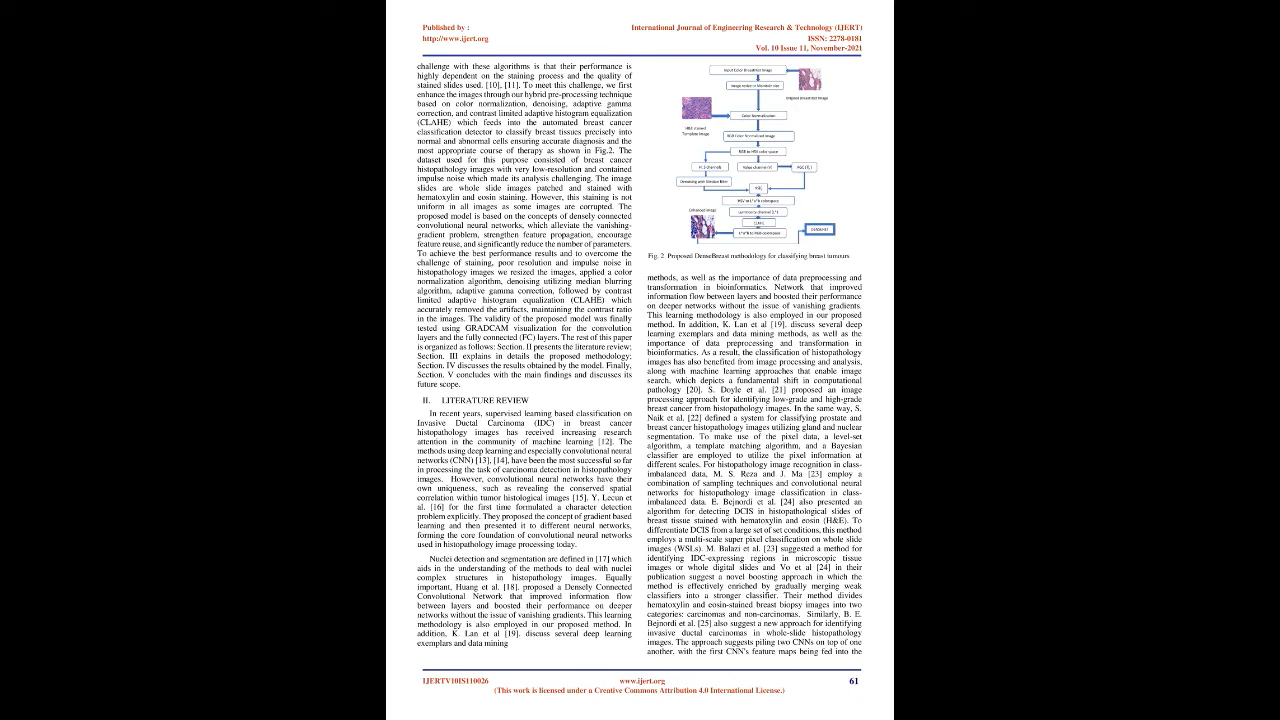 Published by :
http://www.ijert.org
International Journal of Engineering Research & Technology (IJERT)
ISSN: 2278-0181
Vol. 10 Issue 11, November-2021
challenge with these algorithms is that their performance is
highly dependent on the staining process and the quality of
stained slides used. [10], [11]. To meet this challenge, we first
enhance the images through our hybrid pre-processing technique
based on color normalization, denoising, adaptive gamma
correction, and contrast limited adaptive histogram equalization
(CLAHE) which feeds into the automated breast cancer
classification detector to classify breast tissues precisely into
normal and abnormal cells ensuring accurate diagnosis and the
most appropriate course of therapy as shown in Fig.2. The
dataset used for this purpose consisted of breast cancer
histopathology images with very low-resolution and contained
impulse noise which made its analysis challenging. The image
slides are whole slide images patched and stained with
hematoxylin and eosin staining. However, this staining is not
uniform in all images as some images are corrupted. The
proposed model is based on the concepts of densely connected
convolutional neural networks, which alleviate the vanishing-
gradient problem, strengthen feature propagation, encourage
feature reuse, and significantly reduce the number of parameters.
To achieve the best performance results and to overcome the
challenge of staining, poor resolution and impulse noise in
histopathology images we resized the images, applied a color
normalization algorithm, denoising utilizing median blurring
algorithm, adaptive gamma correction, followed by contrast
limited adaptive histogram equalization (CLAHE) which
accurately removed the artifacts, maintaining the contrast ratio
in the images. The validity of the proposed model was finally
tested using GRADCAM visualization for the convolution
layers and the fully connected (FC) layers. The rest of this paper
is organized as follows: Section. II presents the literature review;
Section. III explains in details the proposed methodology;
Section. IV discusses the results obtained by the model. Finally,
Section. V concludes with the main findings and discusses its
future scope.
II. LITERATURE REVIEW
In recent years, supervised learning based classification on
Invasive Ductal Carcinoma (IDC) in breast cancer
histopathology images has received increasing research
attention in the community of machine learning [12]. The
methods using deep learning and especially convolutional neural
networks (CNN) [13], [14], have been the most successful so far
in processing the task of carcinoma detection in histopathology
images. However, convolutional neural networks have their
own uniqueness, such as revealing the conserved spatial
correlation within tumor histological images [15]. Y. Lecun et
al. [16] for the first time formulated a character detection
problem explicitly. They proposed the concept of gradient based
learning and then presented it to different neural networks,
forming the core foundation of convolutional neural networks
used in histopathology image processing today.
Nuclei detection and segmentation are defined in [17] which
aids in the understanding of the methods to deal with nuclei
complex structures in histopathology images. Equally
important, Huang et al. [18]. proposed a Densely Connected
Convolutional Network that improved information flow
between layers and boosted their performance on deeper
networks without the issue of vanishing gradients. This learning
methodology is also employed in our proposed method. In
addition, K. Lan et al [19]. discuss several deep learning
exemplars and data mining
Input Color BreastHist Image
Image resize to Maintain size
Original BreastHist Image
H&E stained
Template Image
Color Normalization
RGB Color Normalized Image
RGB to HSV color space
H, S channels
Value channel (V)
Denoising with Median filter
HSV to L*a*b colorspace
Luminosity channel (L*)
CLAHE
L*a*b to RGB colorspace
Enhanced image
DENSENET
Fig. 2 Proposed DenseBreast methodology for classifying breast tumours
methods, as well as the importance of data preprocessing and
transformation in bioinformatics. Network that improved
information flow between layers and boosted their performance
on deeper networks without the issue of vanishing gradients.
This learning methodology is also employed in our proposed
method. In addition, K. Lan et al [19]. discuss several deep
learning exemplars and data mining methods, as well as the
importance of data preprocessing and transformation in
bioinformatics. As a result, the classification of histopathology
images has also benefited from image processing and analysis,
along with machine learning approaches that enable image
search, which depicts a fundamental shift in computational
pathology [20]. S. Doyle et al. [21] proposed an image
processing approach for identifying low-grade and high-grade
breast cancer from histopathology images. In the same way, S.
Naik et al. [22] defined a system for classifying prostate and
breast cancer histopathology images utilizing gland and nuclear
segmentation. To make use of the pixel data, a level-set
algorithm, a template matching algorithm, and a Bayesian
classifier are employed to utilize the pixel information at
different scales. For histopathology image recognition in class-
imbalanced data, M. S. Reza and J. Ma [23] employ a
combination of sampling techniques and convolutional neural
networks for histopathology image classification in class-
imbalanced data. E. Bejnordi et al. [24] also presented an
algorithm for detecting DCIS in histopathological slides of
breast tissue stained with hematoxylin and eosin (H&E). To
differentiate DCIS from a large set of set conditions, this method
employs a multi-scale super pixel classification on whole slide
images (WSLs). M. Balazi et al. [23] suggested a method for
identifying IDC-expressing regions in microscopic tissue
images or whole digital slides and Vo et al [24] in their
publication suggest a novel boosting approach in which the
method is effectively enriched by gradually merging weak
classifiers into a stronger classifier. Their method divides
hematoxylin and eosin-stained breast biopsy images into two
categories: carcinomas and non-carcinomas. Similarly, B. E.
Bejnordi et al. [25] also suggest a new approach for identifying
invasive ductal carcinomas in whole-slide histopathology
images. The approach suggests piling two CNNs on top of one
another, with the first CNN's feature maps being fed into the
IJERTV10IS110026
www.ijert.org
61
(This work is licensed under a Creative Commons Attribution 4.0 International License.)